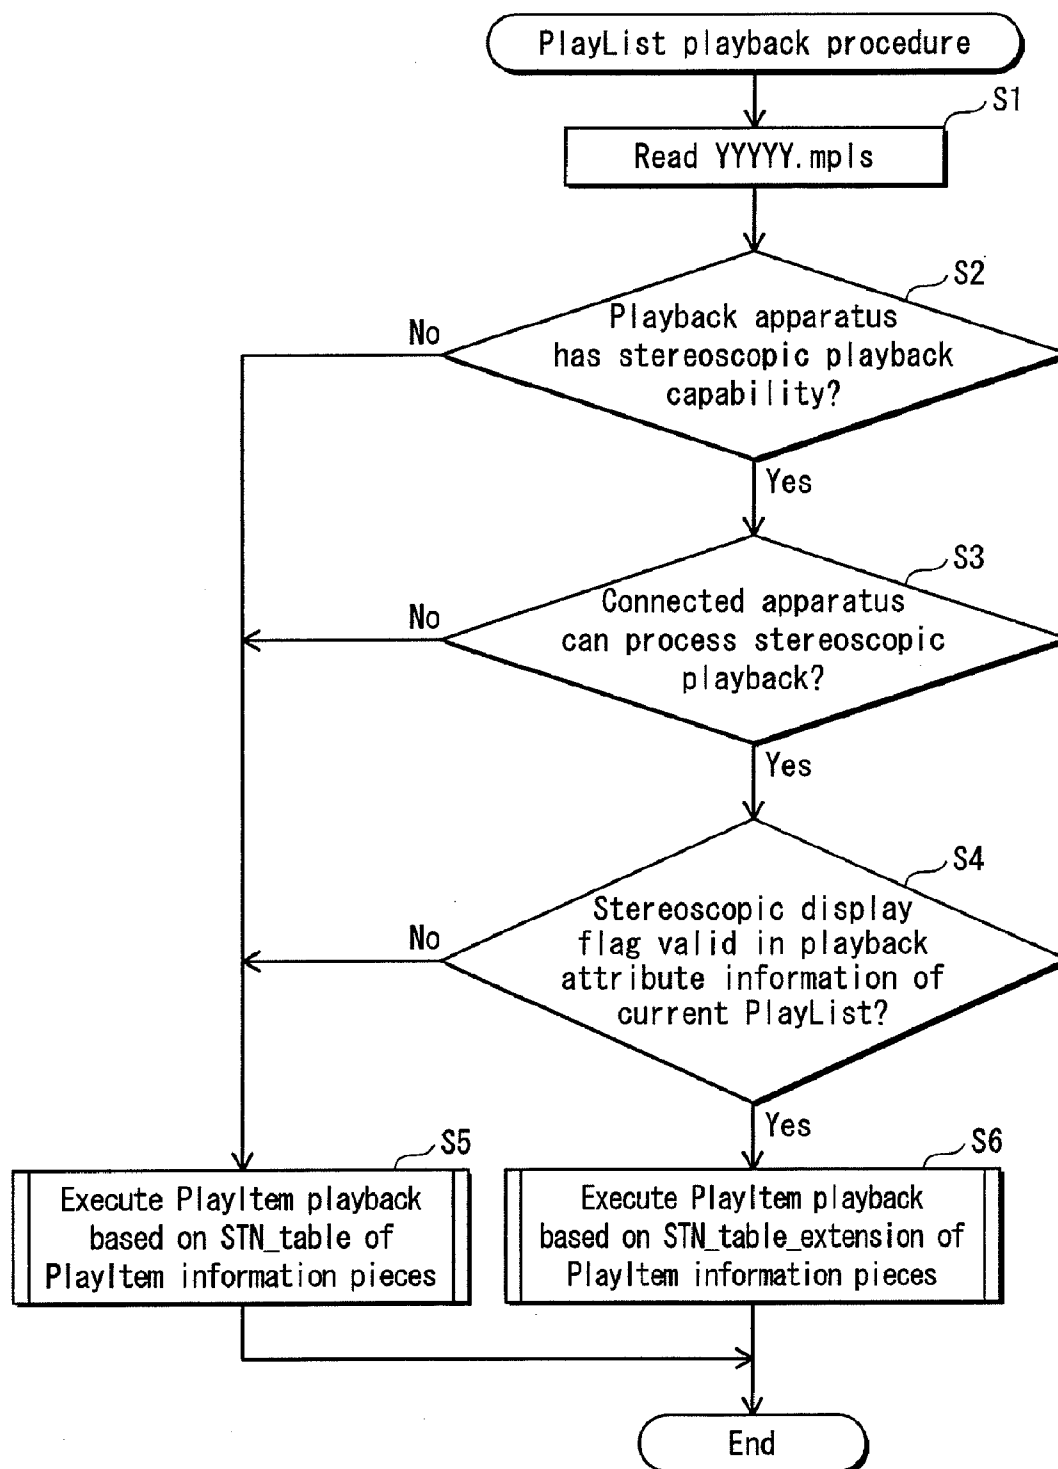 PlayList playback procedure
S1
Read YYYYY.mpls
S2
Playback apparatus
has stereoscopic playback
capability?
No
Yes
S3
Connected apparatus
can process stereoscopic
playback?
No
Yes
S4
Stereoscopic display
flag valid in playback
attribute information of
current PlayList?
No
Yes
S5
Execute PlayItem playback
based on STN_table of
PlayItem information pieces
S6
Execute PlayItem playback
based on STN_table_extension of
PlayItem information pieces
End